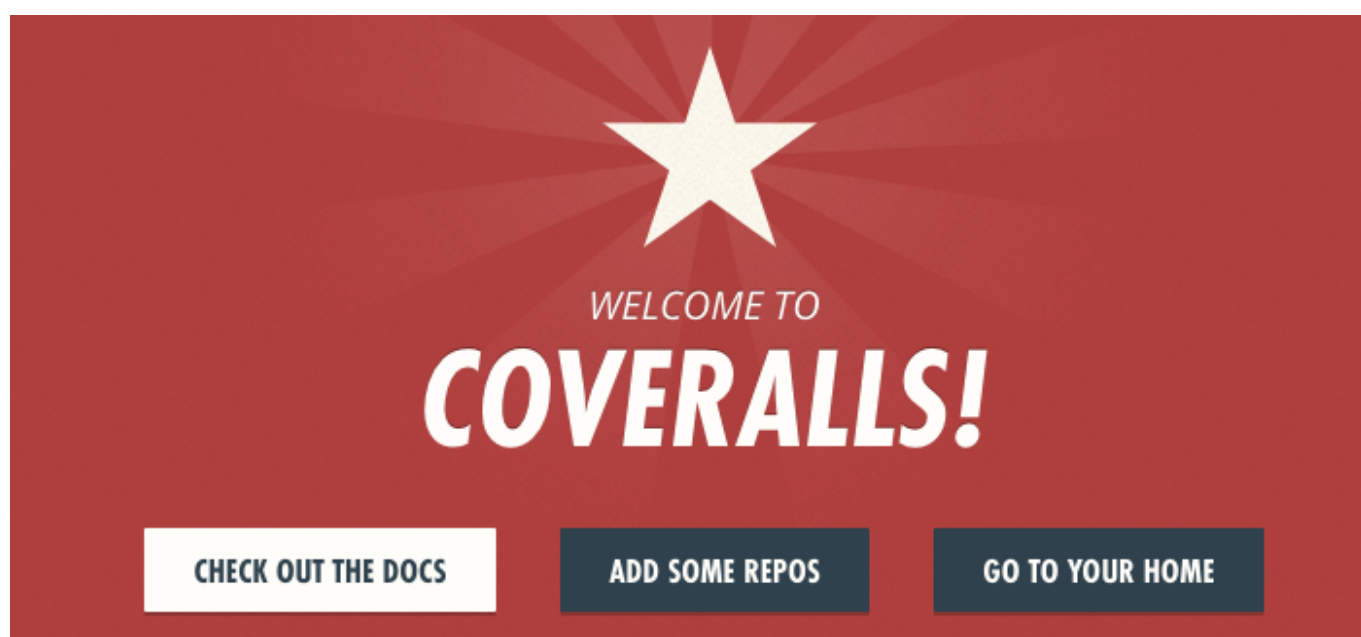 WELCOME TO
COVERALLS!
CHECK OUT THE DOCS
ADD SOME REPOS
GO TO YOUR HOME